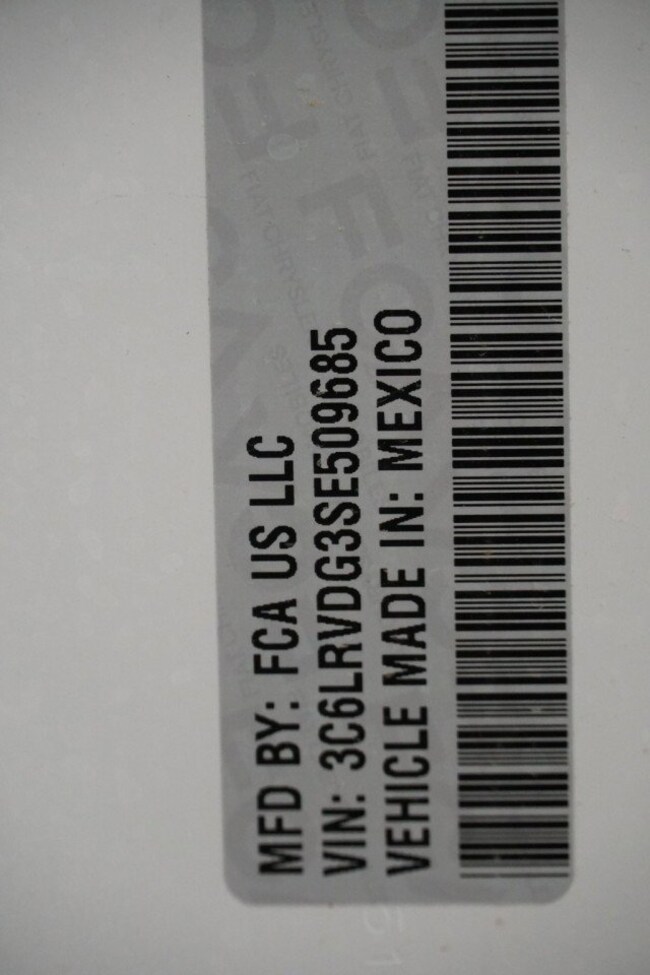 MFD BY: FCA US LLC
VIN: 3C6LRVDG3SE509685
VEHICLE MADE IN: MEXICO